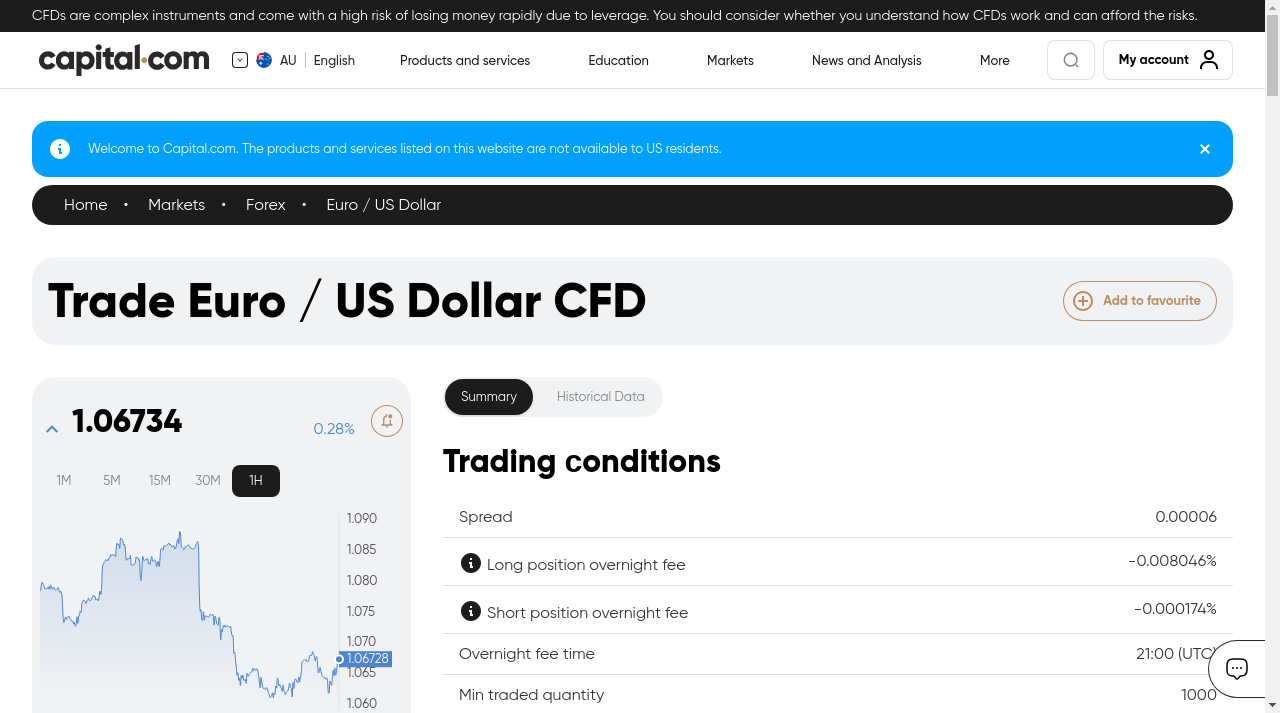 CFDs are complex instruments and come with a high risk of losing money rapidly due to leverage. You should consider whether you understand how CFDs work and can afford the risks.
capital.com
AU
English
Products and services
Education
Markets
News and Analysis
More
My account
Welcome to Capital.com. The products and services listed on this website are not available to US residents.
Home • Markets • Forex • Euro / US Dollar
Trade Euro / US Dollar CFD
Add to favourite
1.06734
0.28%
1M 5M 15M 30M 1H
1.090
1.085
1.080
1.075
1.070
1.06728
1.065
1.060
Summary
Historical Data
Trading conditions
Spread 0.00006
Long position overnight fee -0.008046%
Short position overnight fee -0.000174%
Overnight fee time 21:00 (UTC)
Min traded quantity 1000